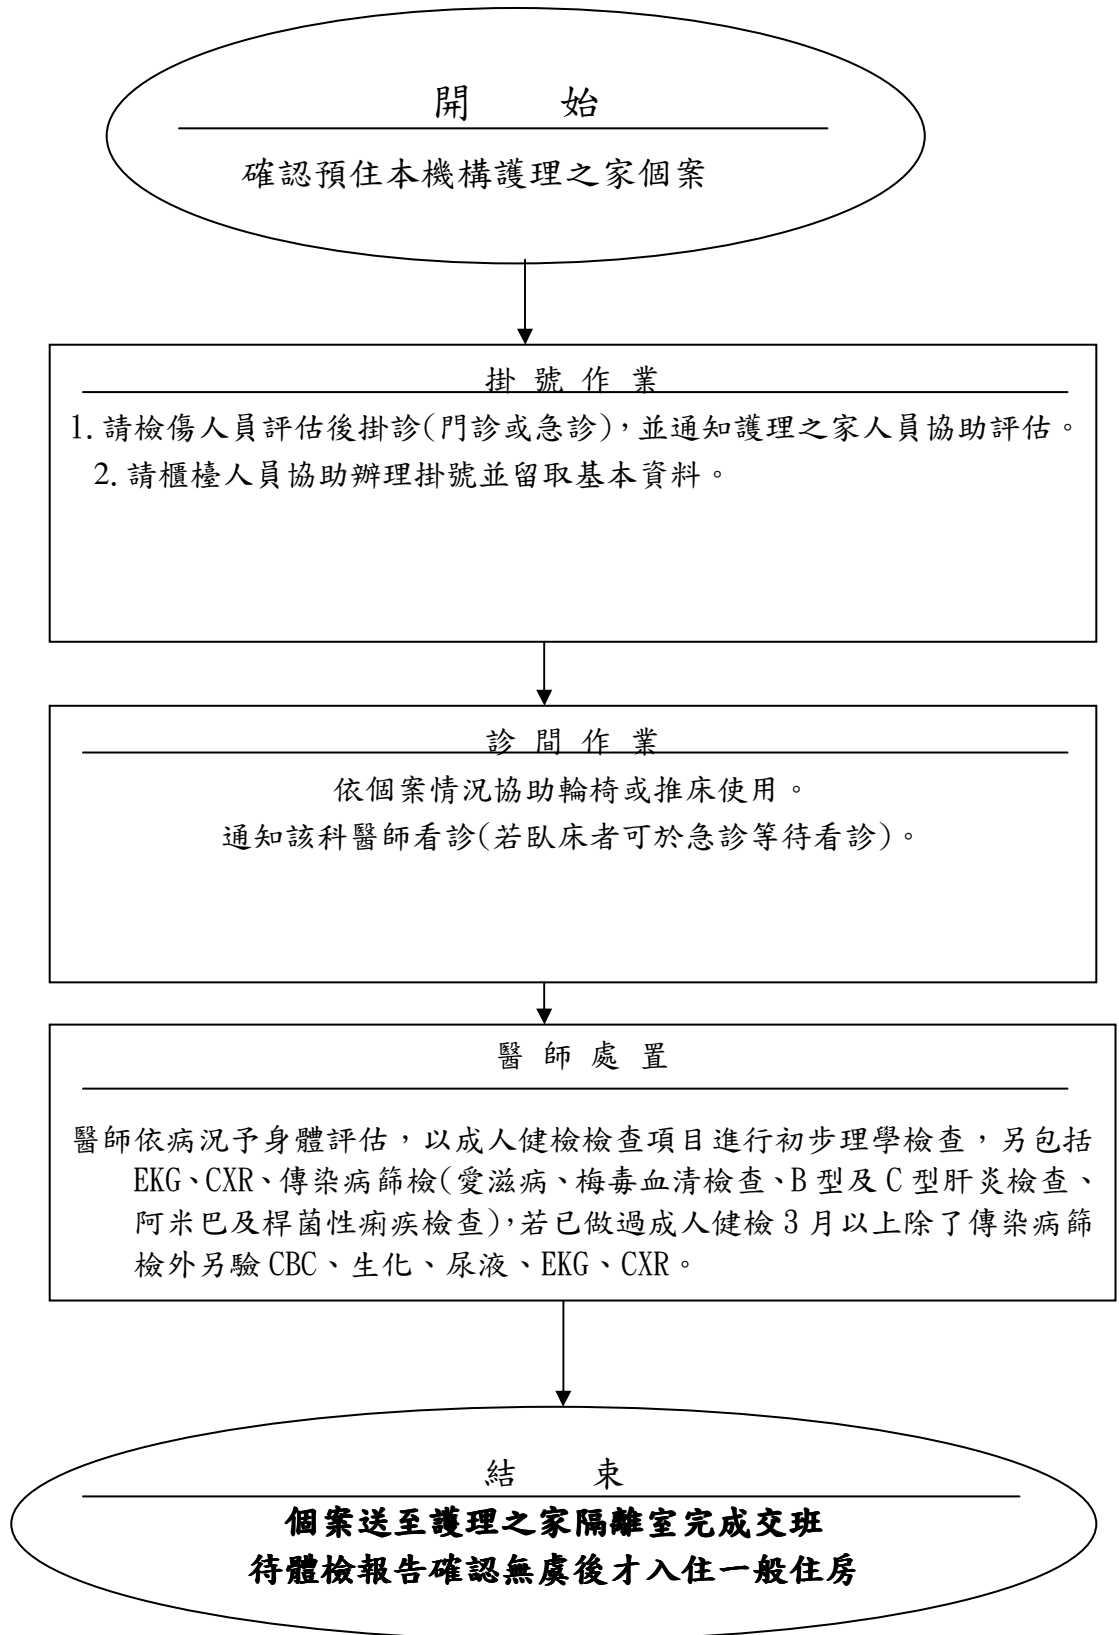 開 始
確認預住本機構護理之家個案
掛 號 作 業
1. 請檢傷人員評估後掛診(門診或急診)，並通知護理之家人員協助評估。
2. 請櫃檯人員協助辦理掛號並留取基本資料。
診 間 作 業
依個案情況協助輪椅或推床使用。
通知該科醫師看診(若臥床者可於急診等待看診)。
醫 師 處 置
醫師依病況予身體評估，以成人健檢檢查項目進行初步理學檢查，另包括
EKG、CXR、傳染病篩檢(愛滋病、梅毒血清檢查、B 型及 C 型肝炎檢查、
阿米巴及桿菌性痢疾檢查)，若已做過成人健檢 3 月以上除了傳染病篩
檢外另驗 CBC、生化、尿液、EKG、CXR。
結 束
個案送至護理之家隔離室完成交班
待體檢報告確認無虞後才入住一般住房